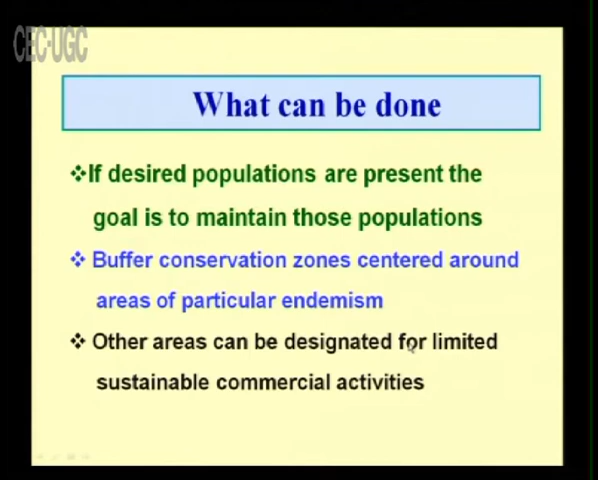 CEC-UGC
What can be done
❖If desired populations are present the
goal is to maintain those populations
❖ Buffer conservation zones centered around
areas of particular endemism
❖ Other areas can be designated for limited
sustainable commercial activities